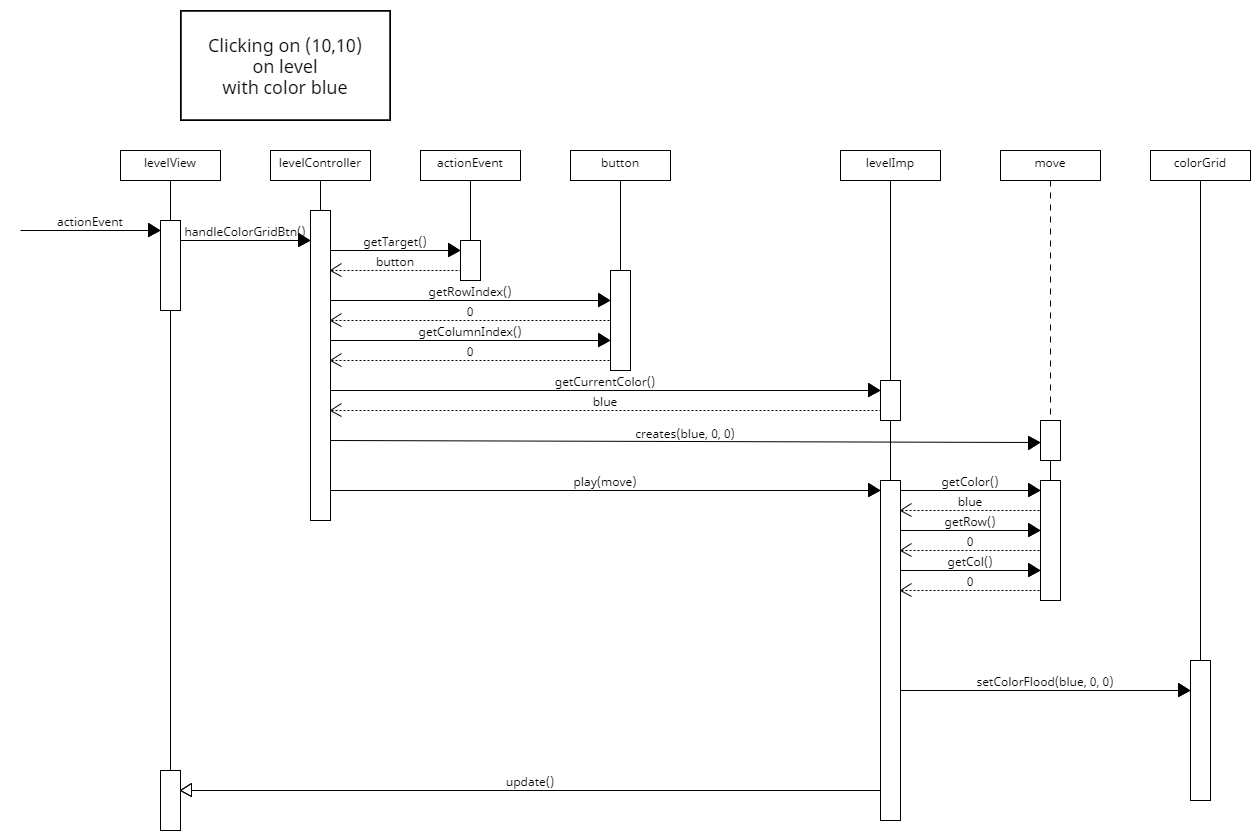 Clicking on (10,10)
on level
with color blue
levelView
levelController
actionEvent
button
levelImp
move
colorGrid
actionEvent
handleColorGridBtn()
getTarget()
button
getRowIndex()
0
getColumnIndex()
0
getCurrentColor()
blue
creates(blue, 0, 0)
play(move)
getColor()
blue
getRow()
0
getCol()
0
setColorFlood(blue, 0, 0)
update()